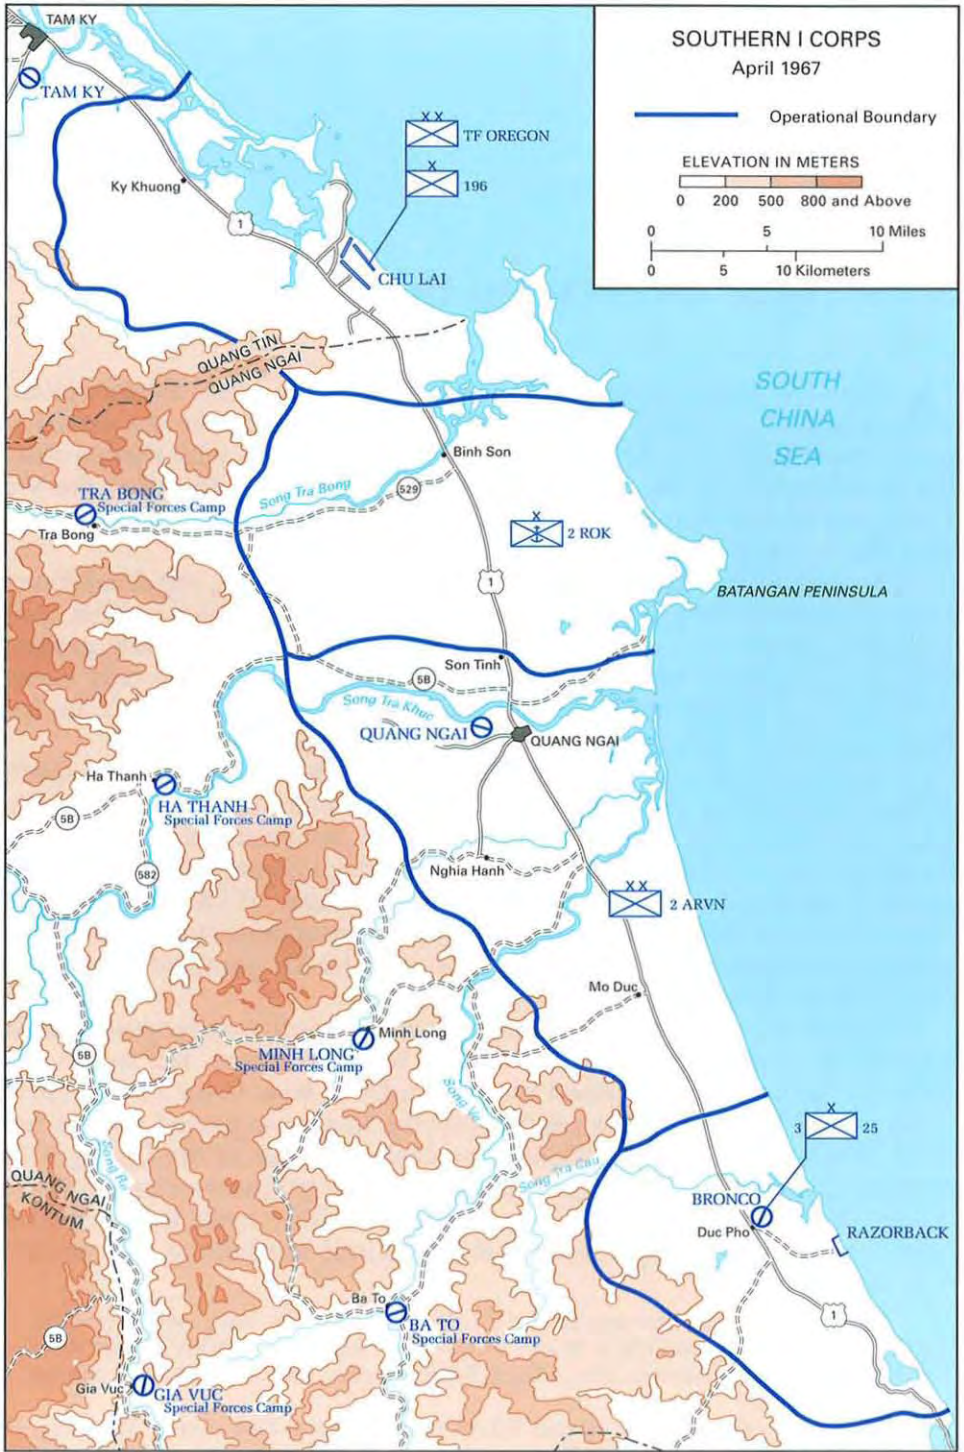 TAM KY
TAM KY
SOUTHERN I CORPS
April 1967
Operational Boundary
ELEVATION IN METERS
0 200 500 800 and Above
0 5 10 Miles
0 5 10 Kilometers
XX
TF OREGON
X
196
Ky Khuong
1
CHU LAI
QUANG TIN
QUANG NGAI
SOUTH
CHINA
SEA
Binh Son
529
Song Tra Bong
TRA BONG
Special Forces Camp
Tra Bong
X
2 ROK
1
BATANGAN PENINSULA
Son Tinh
5B
Song Tra Khuc
QUANG NGAI
QUANG NGAI
Ha Thanh
HA THANH
Special Forces Camp
5B
582
Nghia Hanh
XX
2 ARVN
Mo Duc
Minh Long
MINH LONG
Special Forces Camp
5B
Song Ve
Song Re
Song Tra Cau
X
3 25
QUANG NGAI
KONTUM
BRONCO
Duc Pho
RAZORBACK
Ba To
BA TO
Special Forces Camp
1
5B
Gia Vuc
GIA VUC
Special Forces Camp